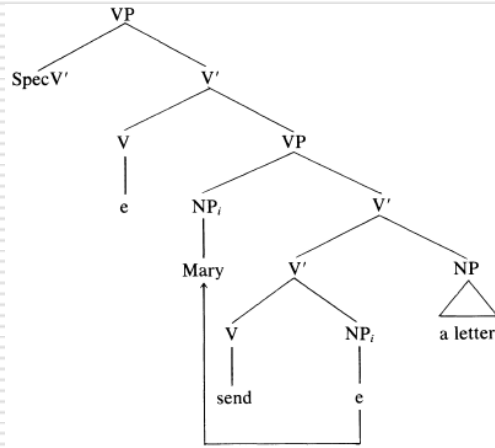 VP
SpecV′ V′
V VP
e NPᵢ V′
Mary V′ NP
V NPᵢ a letter
send e